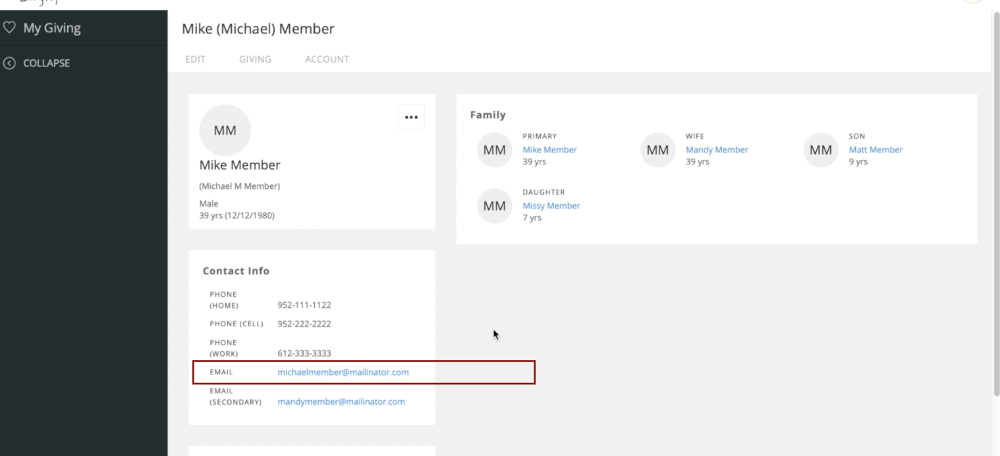 My Giving
COLLAPSE
Mike (Michael) Member
EDIT GIVING ACCOUNT
MM
•••
Mike Member
(Michael M Member)
Male
39 yrs (12/12/1980)
Family
MM
PRIMARY
Mike Member
39 yrs
MM
WIFE
Mandy Member
39 yrs
MM
SON
Matt Member
9 yrs
MM
DAUGHTER
Missy Member
7 yrs
Contact Info
PHONE
(HOME) 952-111-1122
PHONE (CELL) 952-222-2222
PHONE
(WORK) 612-333-3333
EMAIL michaelmember@mailinator.com
EMAIL
(SECONDARY) mandymember@mailinator.com